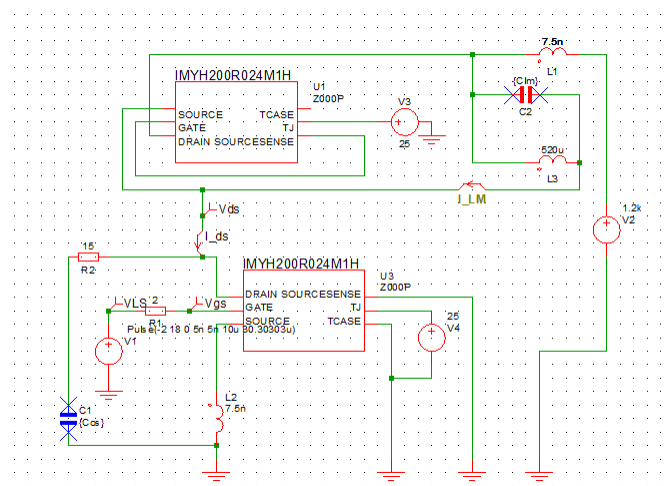 7.5n
L1
IMYH200R024M1H
U1
Z000P
{Clm}
C2
V3
SOURCE TCASE
GATE TJ
DRAIN SOURCESENSE
25
520u
L3
I_LM
Vds
1.2k
V2
I_ds
15
R2
IMYH200R024M1H
U3
Z000P
DRAIN SOURCESENSE
GATE TJ
SOURCE TCASE
VLS
2
Vgs
R1
Pulse(-2 18 0 5n 5n 10u 30.30303u)
V1
25
V4
L2
7.5n
C1
{Cos}